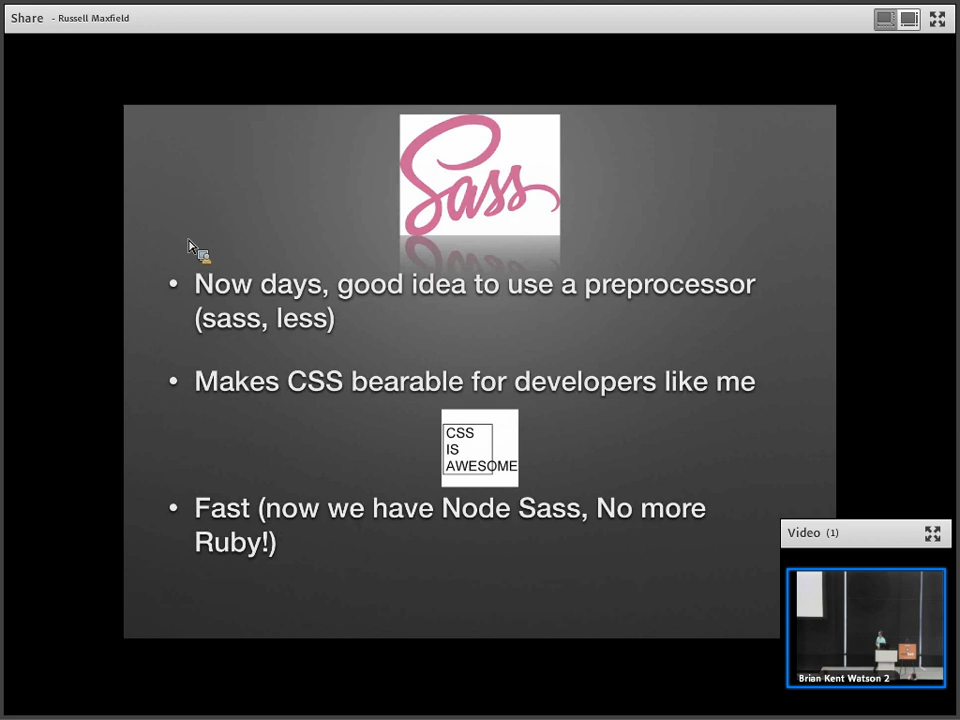 Share - Russell Maxfield
Sass
• Now days, good idea to use a preprocessor
(sass, less)
• Makes CSS bearable for developers like me
CSS
IS
AWESOME
• Fast (now we have Node Sass, No more
Ruby!)
Video (1)
Brian Kent Watson 2